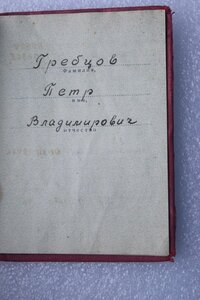 Гребцов
Фамилия,
Петр
имя,
Владимирович
отчество